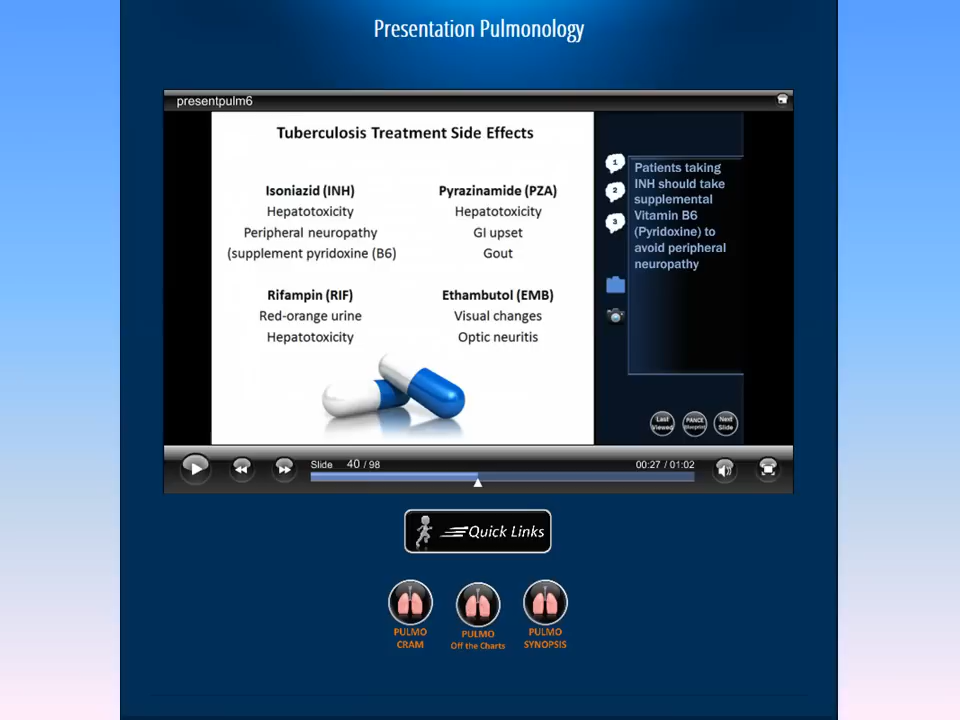 Presentation Pulmonology
presentpulm6
Tuberculosis Treatment Side Effects
Isoniazid (INH)
Hepatotoxicity
Peripheral neuropathy
(supplement pyridoxine (B6)
Pyrazinamide (PZA)
Hepatotoxicity
GI upset
Gout
Rifampin (RIF)
Red-orange urine
Hepatotoxicity
Ethambutol (EMB)
Visual changes
Optic neuritis
1
2
3
Patients taking
INH should take
supplemental
Vitamin B6
(Pyridoxine) to
avoid peripheral
neuropathy
Last
Viewed
PANCE
Blueprint
Next
Slide
Slide 40 / 98
00:27 / 01:02
Quick Links
PULMO
CRAM
PULMO
Off the Charts
PULMO
SYNOPSIS